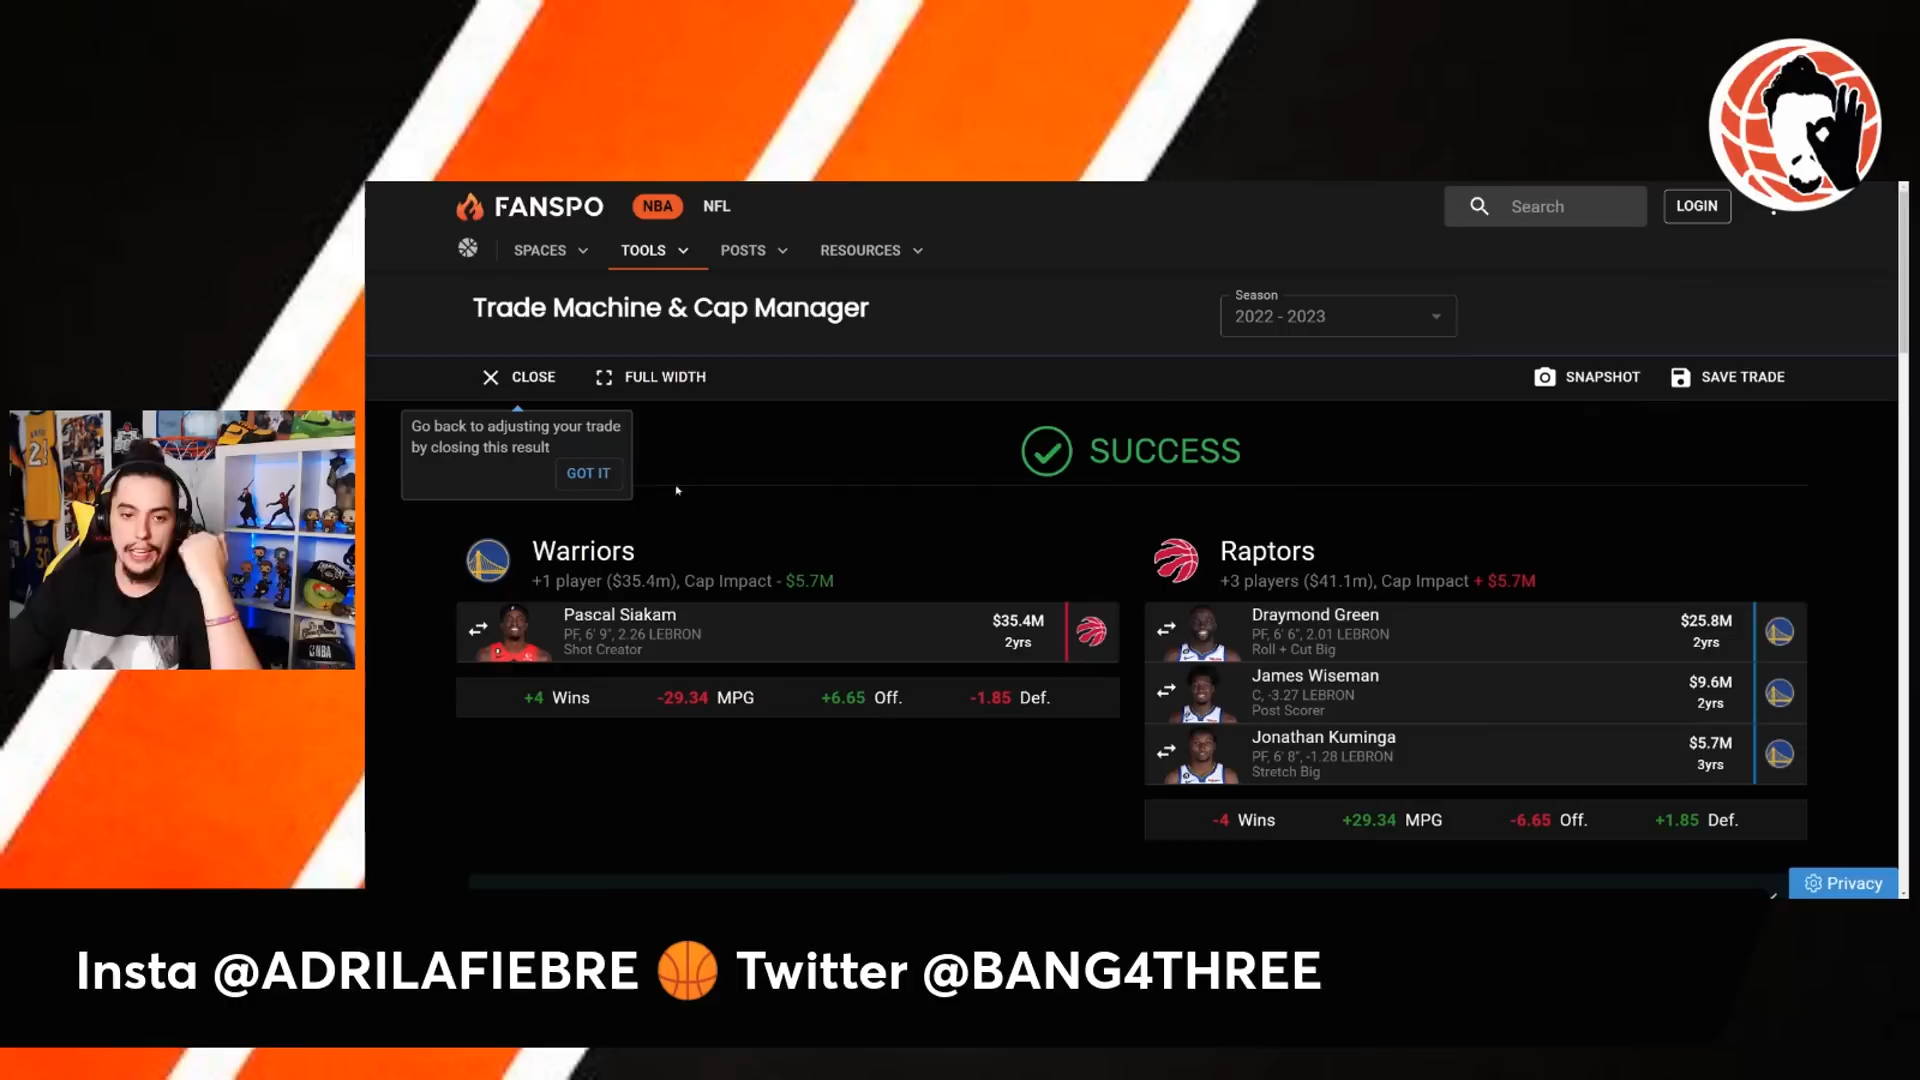 FANSPO
NBA
NFL
Search
LOGIN
SPACES
TOOLS
POSTS
RESOURCES
Trade Machine & Cap Manager
Season
2022 - 2023
CLOSE
FULL WIDTH
SNAPSHOT
SAVE TRADE
Go back to adjusting your trade
by closing this result
GOT IT
SUCCESS
Warriors
+1 player ($35.4m), Cap Impact - $5.7M
Pascal Siakam
PF, 6' 9", 2.26 LEBRON
Shot Creator
$35.4M
2yrs
+4 Wins -29.34 MPG +6.65 Off. -1.85 Def.
Raptors
+3 players ($41.1m), Cap Impact + $5.7M
Draymond Green
PF, 6' 6", 2.01 LEBRON
Roll + Cut Big
$25.8M
2yrs
James Wiseman
C, -3.27 LEBRON
Post Scorer
$9.6M
2yrs
Jonathan Kuminga
PF, 6' 8", -1.28 LEBRON
Stretch Big
$5.7M
3yrs
-4 Wins +29.34 MPG -6.65 Off. +1.85 Def.
Privacy
NBA
Insta @ADRILAFIEBRE 🏀 Twitter @BANG4THREE